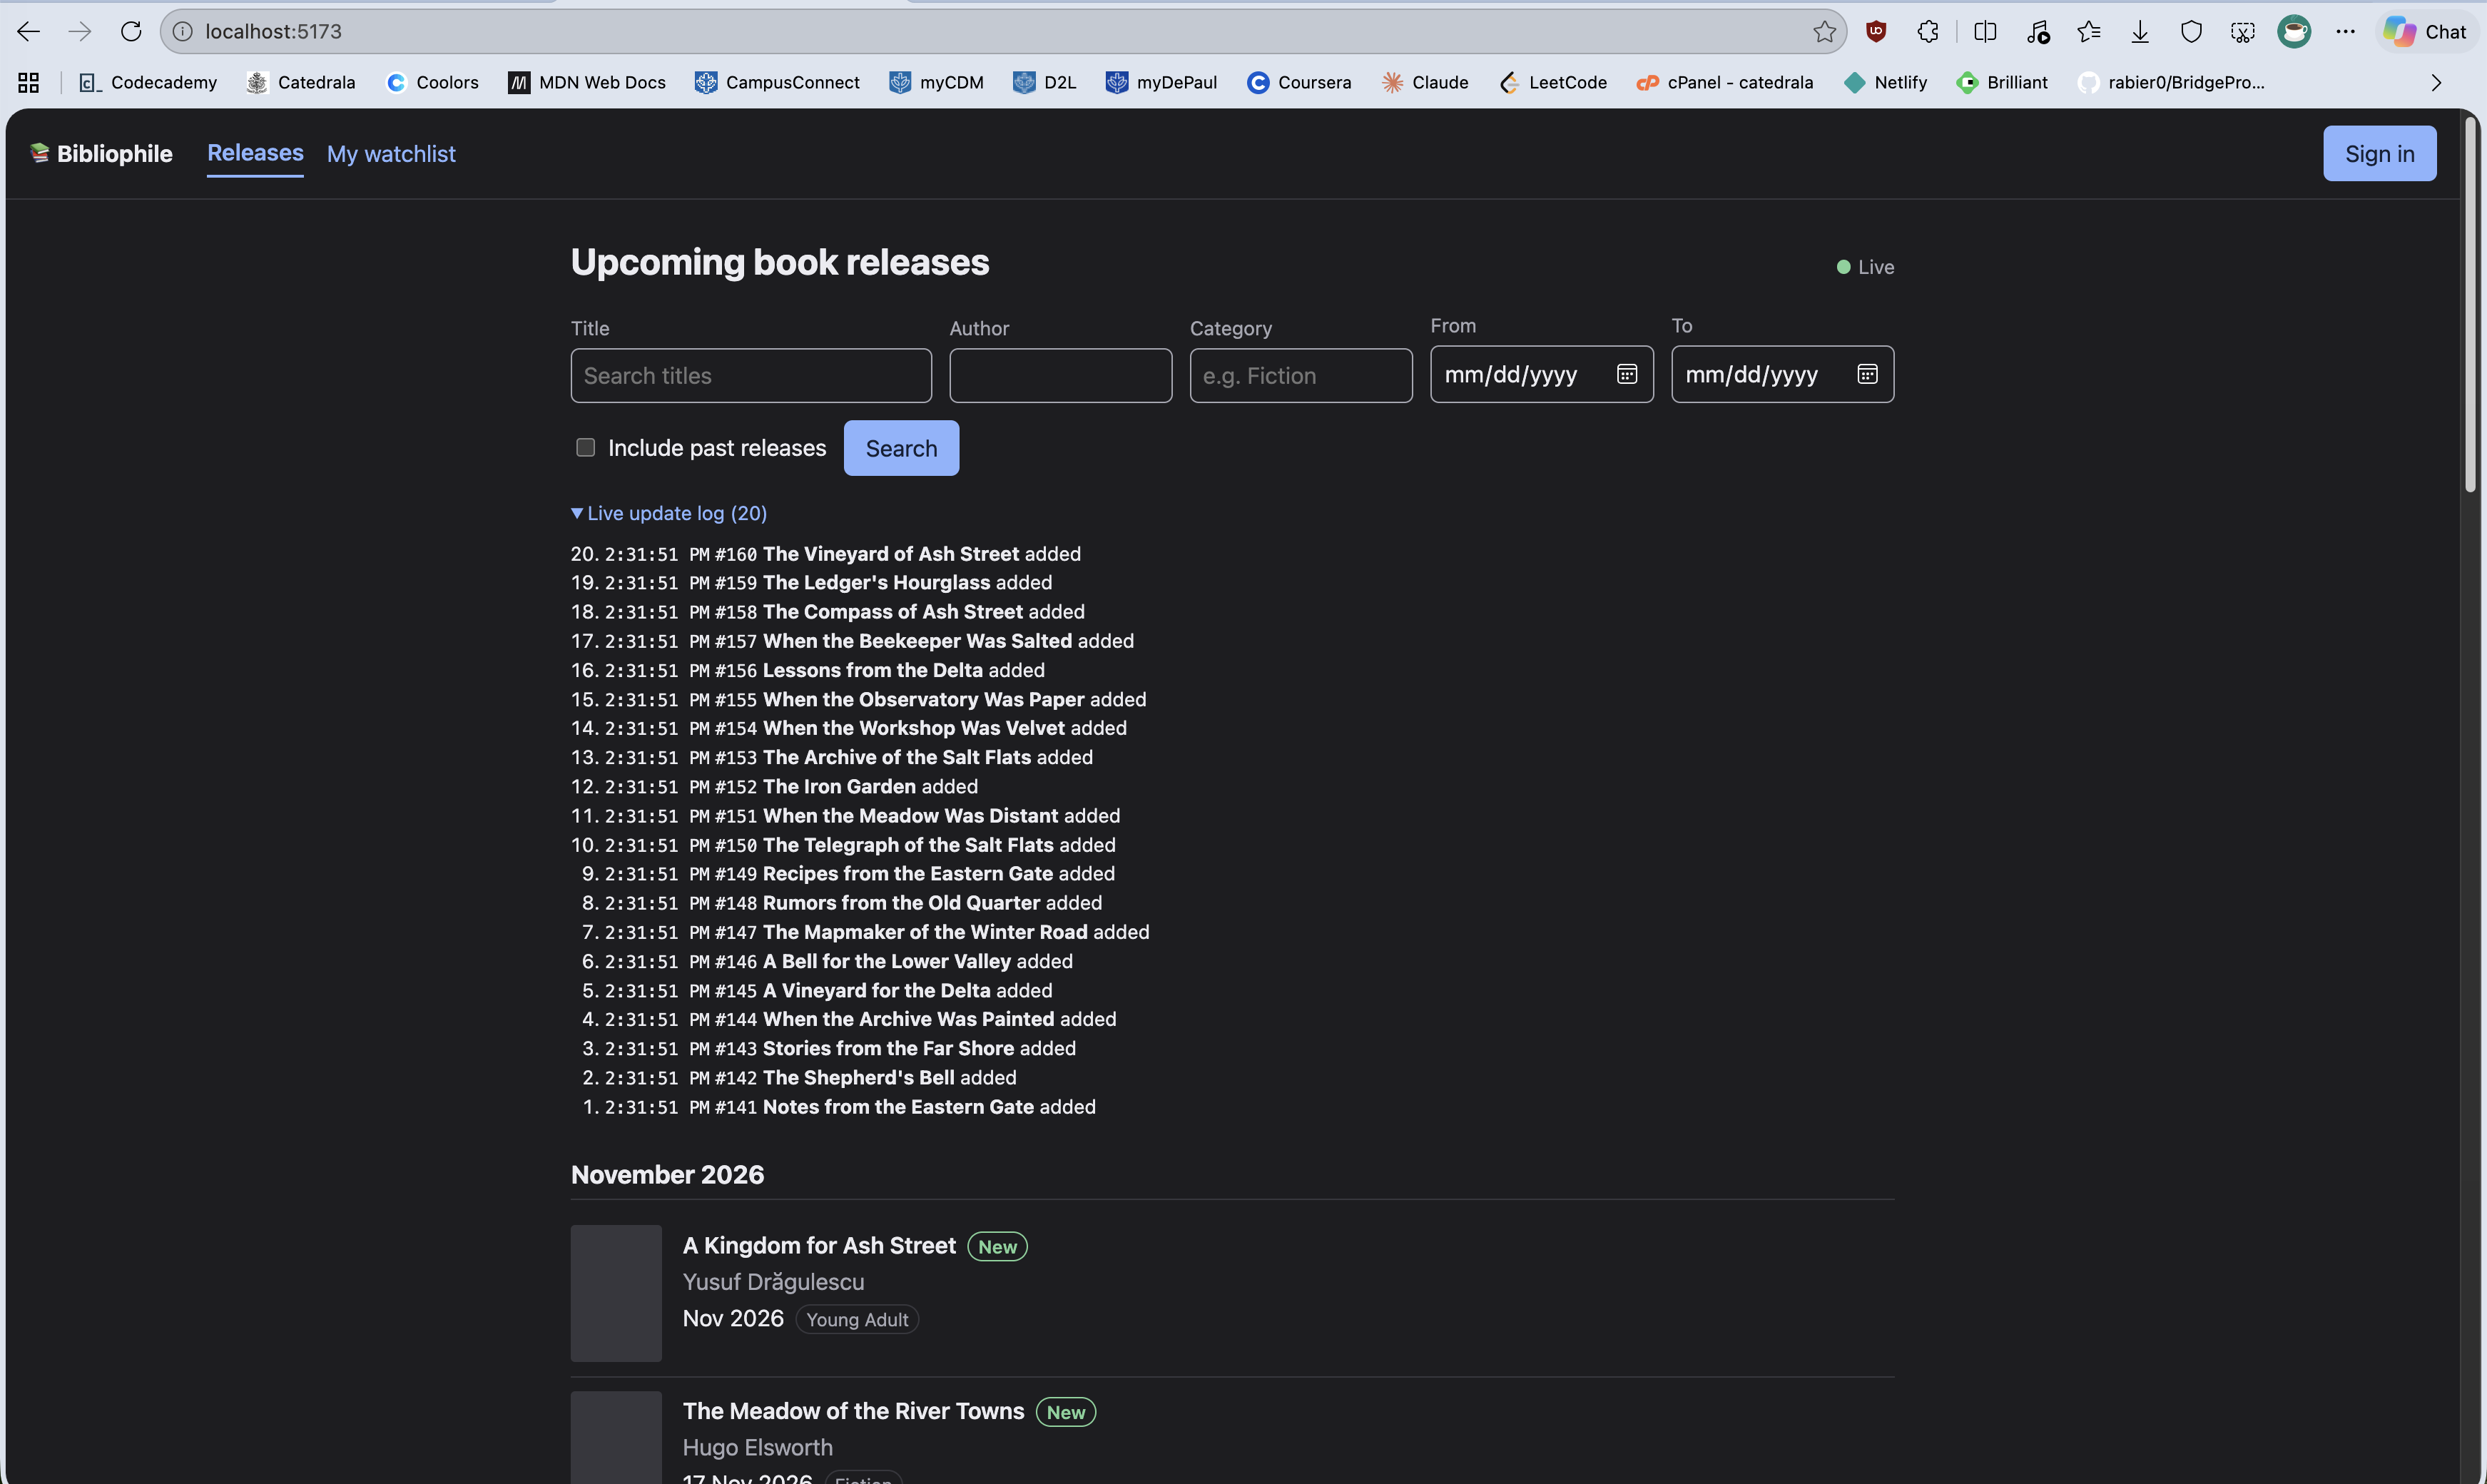 localhost:5173
Chat
Codecademy Catedrala Coolors MDN Web Docs CampusConnect myCDM D2L myDePaul Coursera Claude LeetCode cPanel - catedrala Netlify Brilliant rabier0/BridgePro...
Bibliophile Releases My watchlist Sign in
Upcoming book releases
Live
Title Author Category From To
Search titles e.g. Fiction mm/dd/yyyy mm/dd/yyyy
Include past releases Search
Live update log (20)
20. 2:31:51 PM #160 The Vineyard of Ash Street added
19. 2:31:51 PM #159 The Ledger's Hourglass added
18. 2:31:51 PM #158 The Compass of Ash Street added
17. 2:31:51 PM #157 When the Beekeeper Was Salted added
16. 2:31:51 PM #156 Lessons from the Delta added
15. 2:31:51 PM #155 When the Observatory Was Paper added
14. 2:31:51 PM #154 When the Workshop Was Velvet added
13. 2:31:51 PM #153 The Archive of the Salt Flats added
12. 2:31:51 PM #152 The Iron Garden added
11. 2:31:51 PM #151 When the Meadow Was Distant added
10. 2:31:51 PM #150 The Telegraph of the Salt Flats added
9. 2:31:51 PM #149 Recipes from the Eastern Gate added
8. 2:31:51 PM #148 Rumors from the Old Quarter added
7. 2:31:51 PM #147 The Mapmaker of the Winter Road added
6. 2:31:51 PM #146 A Bell for the Lower Valley added
5. 2:31:51 PM #145 A Vineyard for the Delta added
4. 2:31:51 PM #144 When the Archive Was Painted added
3. 2:31:51 PM #143 Stories from the Far Shore added
2. 2:31:51 PM #142 The Shepherd's Bell added
1. 2:31:51 PM #141 Notes from the Eastern Gate added
November 2026
A Kingdom for Ash Street New
Yusuf Drăgulescu
Nov 2026 Young Adult
The Meadow of the River Towns New
Hugo Elsworth
17 Nov 2026 Fiction